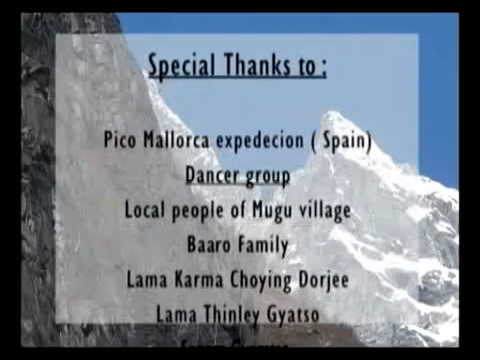 Special Thanks to :
Pico Mallorca expedecion ( Spain)
Dancer group
Local people of Mugu village
Baaro Family
Lama Karma Choying Dorjee
Lama Thinley Gyatso